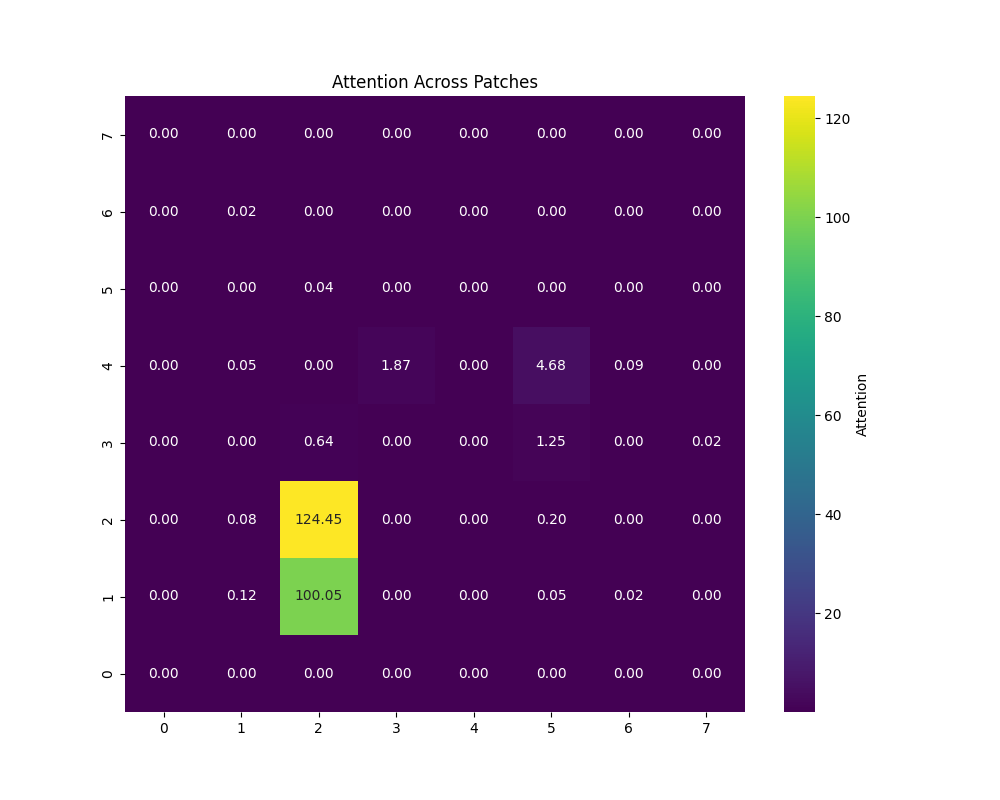 Attention Across Patches
7 0.00 0.00 0.00 0.00 0.00 0.00 0.00 0.00
6 0.00 0.02 0.00 0.00 0.00 0.00 0.00 0.00
5 0.00 0.00 0.04 0.00 0.00 0.00 0.00 0.00
4 0.00 0.05 0.00 1.87 0.00 4.68 0.09 0.00
3 0.00 0.00 0.64 0.00 0.00 1.25 0.00 0.02
2 0.00 0.08 124.45 0.00 0.00 0.20 0.00 0.00
1 0.00 0.12 100.05 0.00 0.00 0.05 0.02 0.00
0 0.00 0.00 0.00 0.00 0.00 0.00 0.00 0.00
0 1 2 3 4 5 6 7
120
100
80
60
40
20
Attention